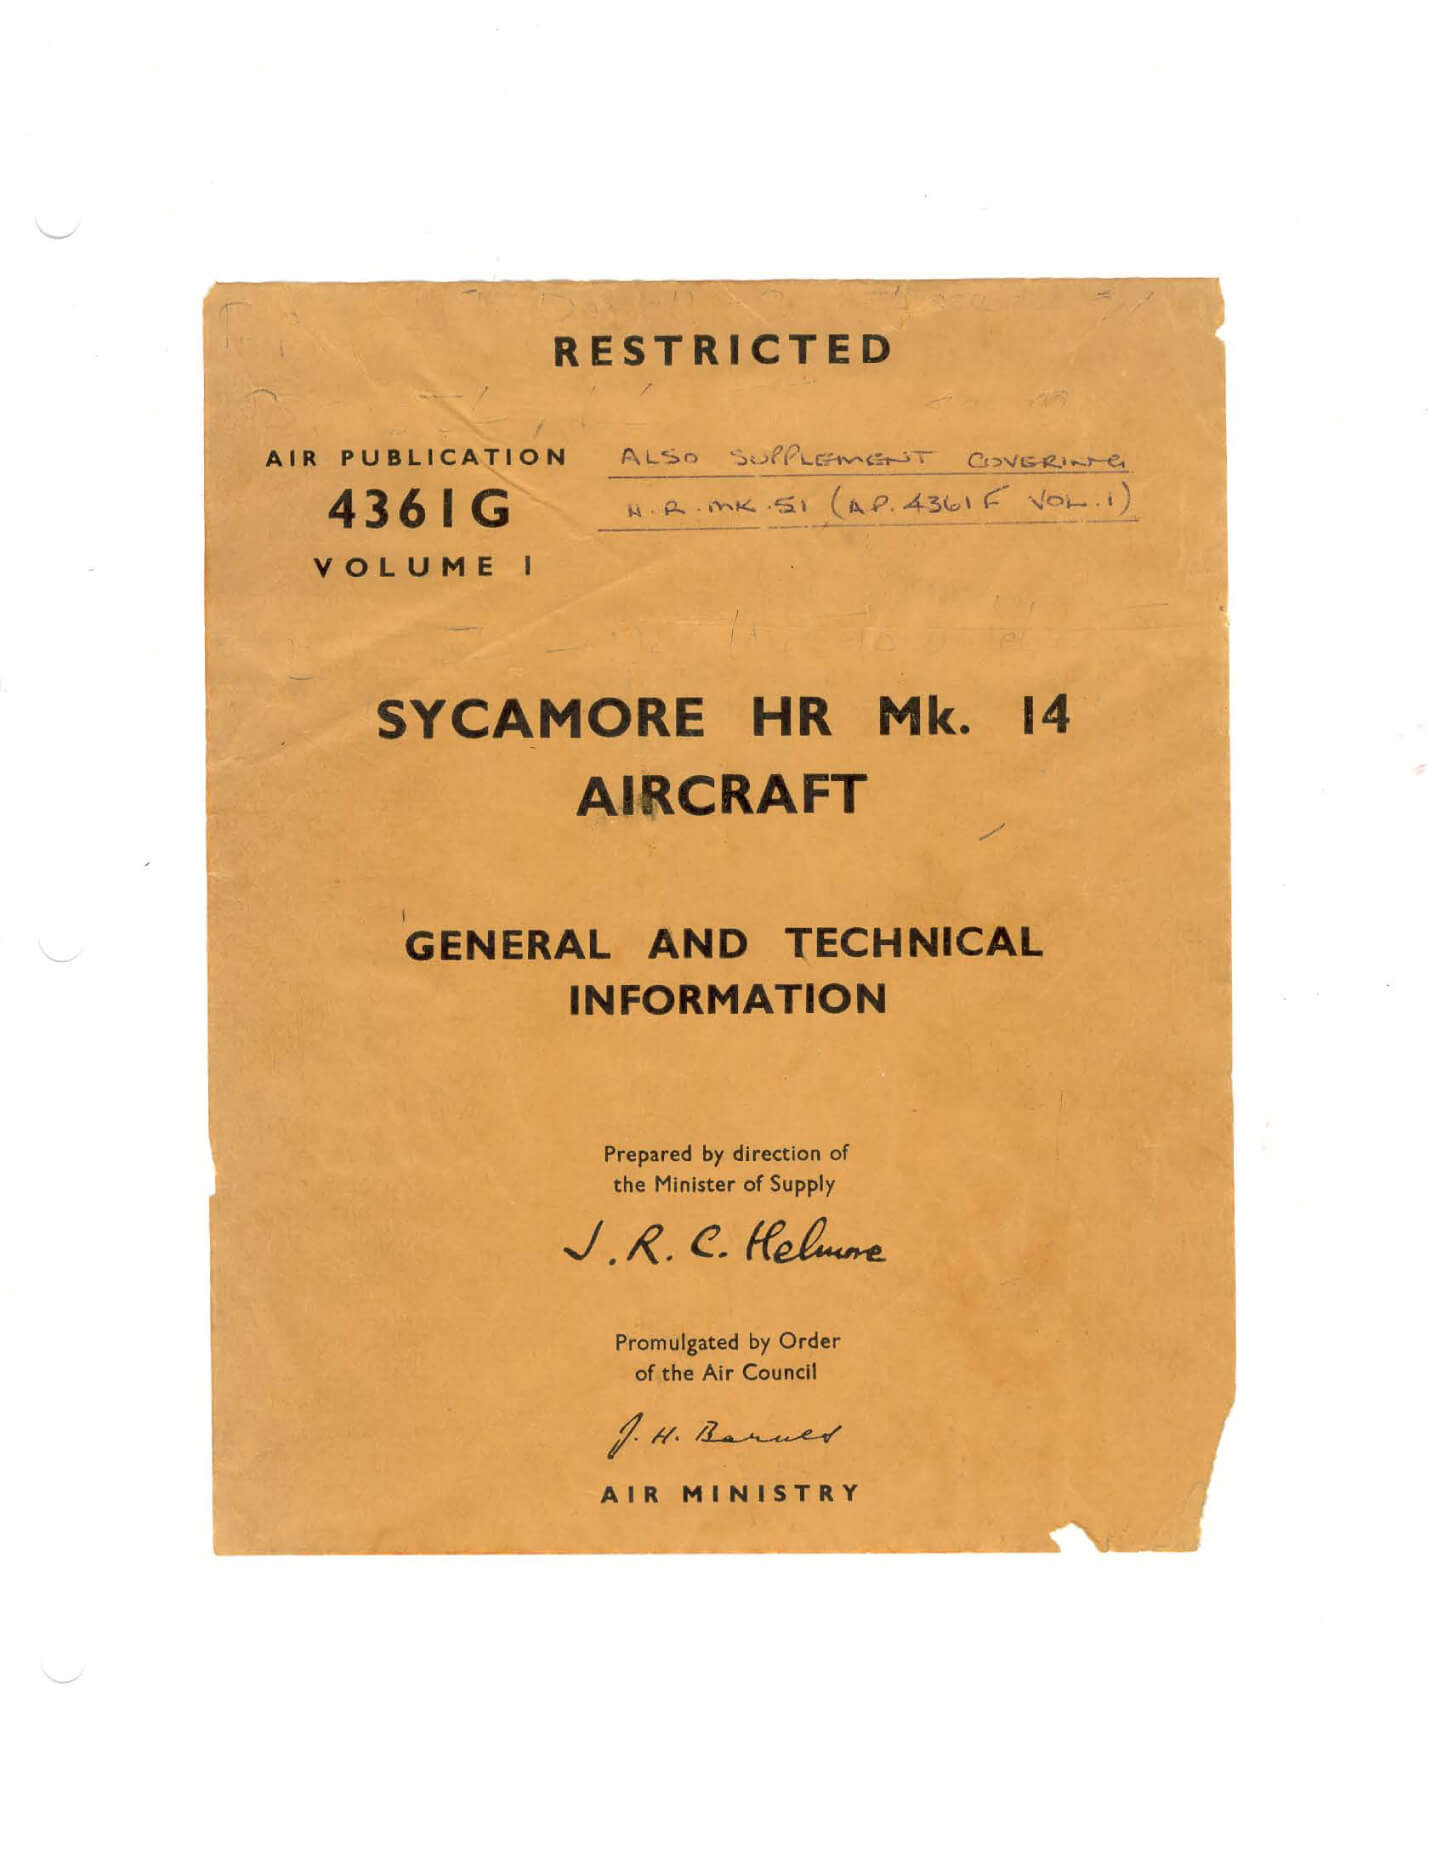 RESTRICTED
AIR PUBLICATION
4361G
VOLUME 1
ALSO SUPPLEMENT COVERING
H.R.MK.51 (A.P.4361F VOL.1)
SYCAMORE HR Mk. 14
AIRCRAFT
GENERAL AND TECHNICAL
INFORMATION
Prepared by direction of
the Minister of Supply
J.R.C. Helmore
Promulgated by Order
of the Air Council
J.H. Barnes
AIR MINISTRY